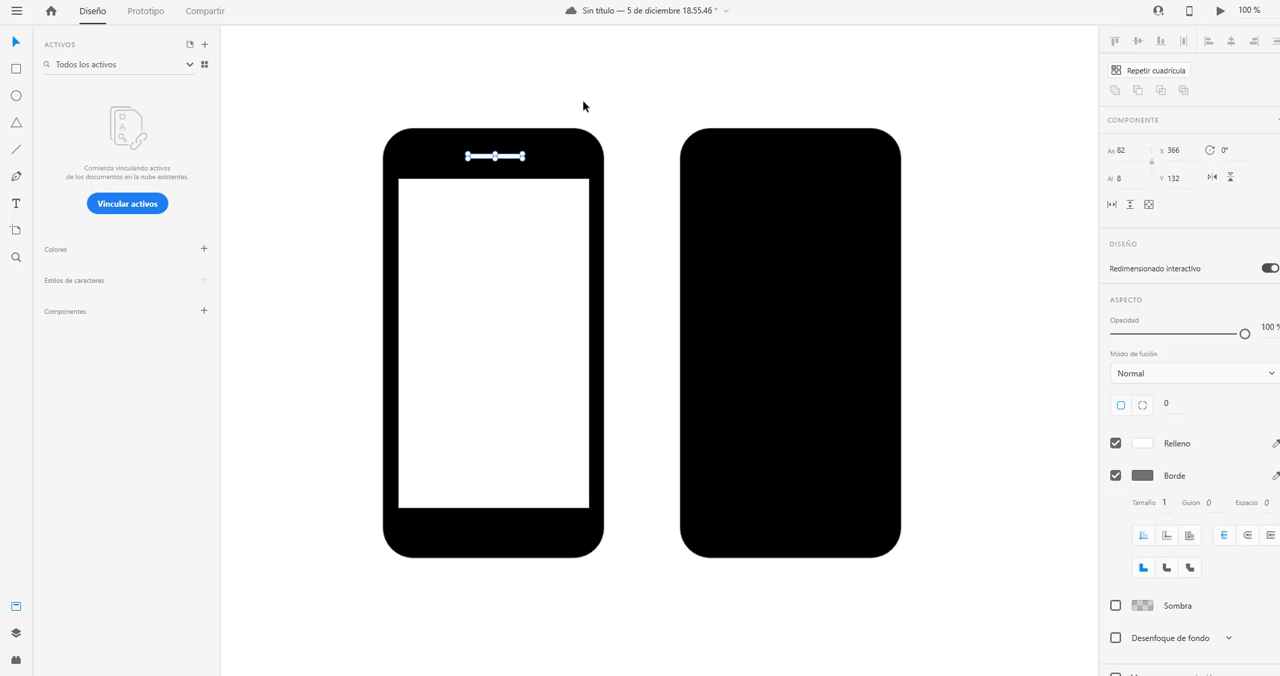 Diseño Prototipo Compartir Sin título — 5 de diciembre 18.55.46 * 100 %
ACTIVOS
Todos los activos
Comienza vinculando activos
de los documentos en la nube existentes.
Vincular activos
Colores
Estilos de caracteres
Componentes
Repetir cuadrícula
COMPONENTE
An 82 X 366 0°
Al 8 Y 132
DISEÑO
Redimensionado interactivo
ASPECTO
Opacidad
100 %
Modo de fusión
Normal
0
Relleno
Borde
Tamaño 1 Guion 0 Espacio 0
Sombra
Desenfoque de fondo